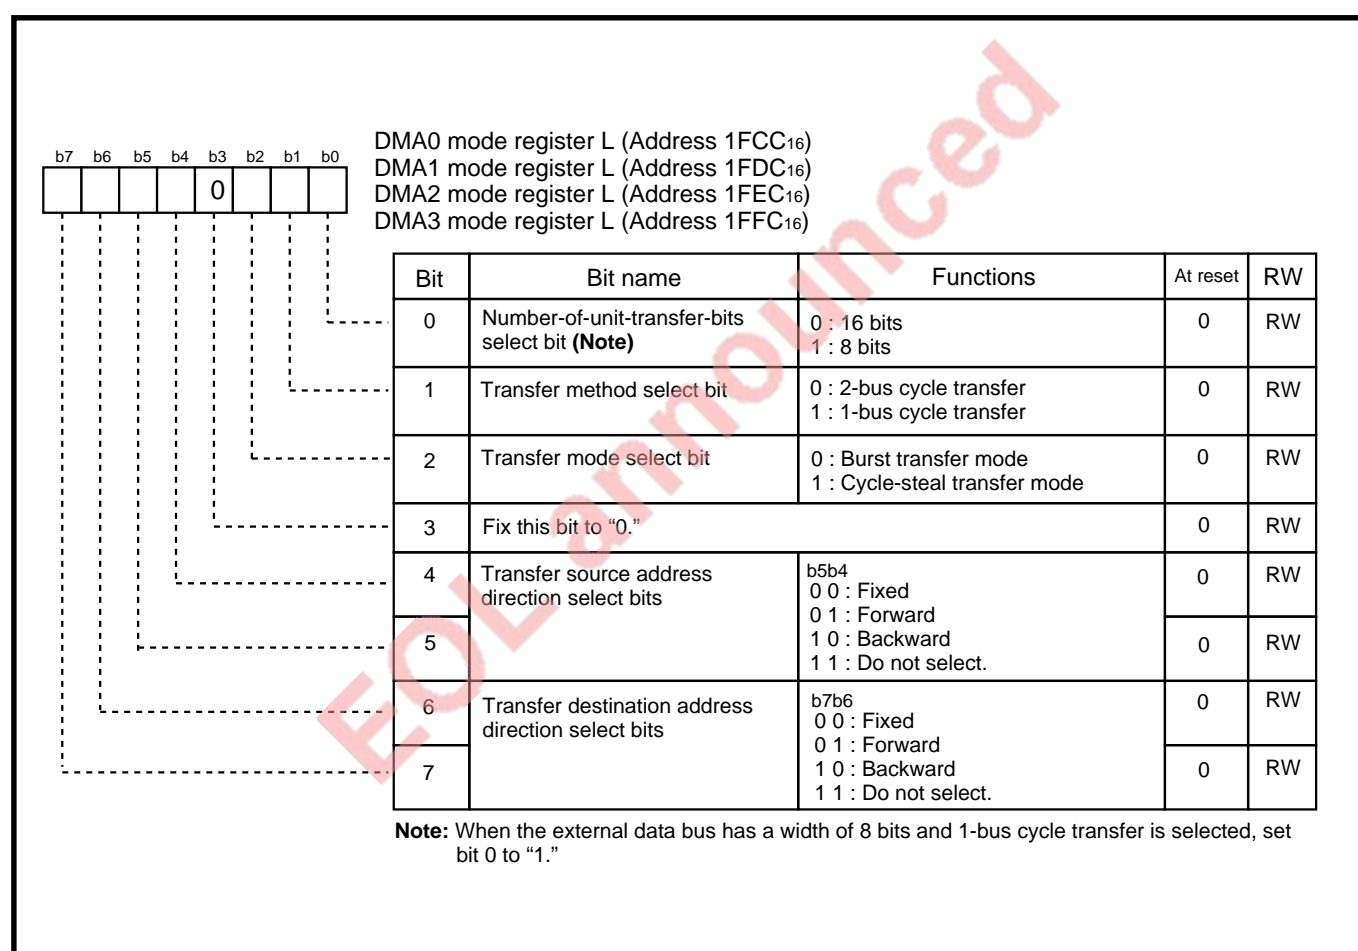 DMA0 mode register L (Address 1FCC16)
DMA1 mode register L (Address 1FDC16)
DMA2 mode register L (Address 1FEC16)
DMA3 mode register L (Address 1FFC16)
b7 b6 b5 b4 b3 b2 b1 b0
0
Bit Bit name Functions At reset RW
0 Number-of-unit-transfer-bits 0 : 16 bits 0 RW
select bit (Note) 1 : 8 bits
1 Transfer method select bit 0 : 2-bus cycle transfer 0 RW
1 : 1-bus cycle transfer
2 Transfer mode select bit 0 : Burst transfer mode 0 RW
1 : Cycle-steal transfer mode
3 Fix this bit to “0.” 0 RW
4 Transfer source address b5b4 0 RW
direction select bits 0 0 : Fixed
0 1 : Forward
5 1 0 : Backward 0 RW
1 1 : Do not select.
6 Transfer destination address b7b6 0 RW
direction select bits 0 0 : Fixed
0 1 : Forward
7 1 0 : Backward 0 RW
1 1 : Do not select.
Note: When the external data bus has a width of 8 bits and 1-bus cycle transfer is selected, set
bit 0 to “1.”
EOL announced